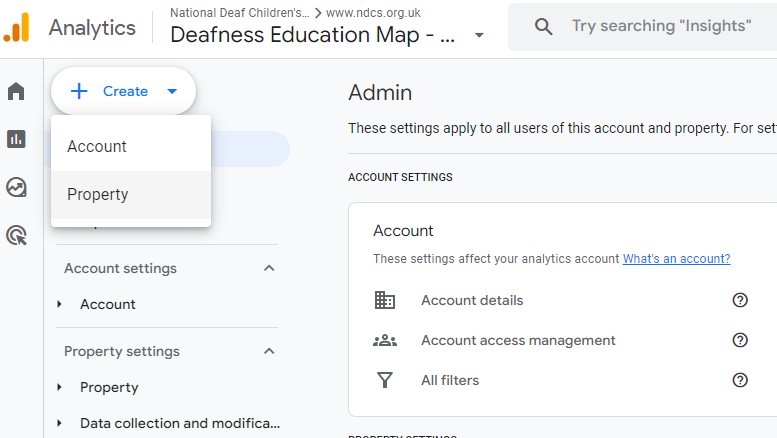 Analytics
National Deaf Children's... > www.ndcs.org.uk
Deafness Education Map - ...
Try searching "Insights"
Create
Account
Property
Account settings
Account
Property settings
Property
Data collection and modifica...
Admin
These settings apply to all users of this account and property. For set
ACCOUNT SETTINGS
Account
These settings affect your analytics account What's an account?
Account details
Account access management
All filters